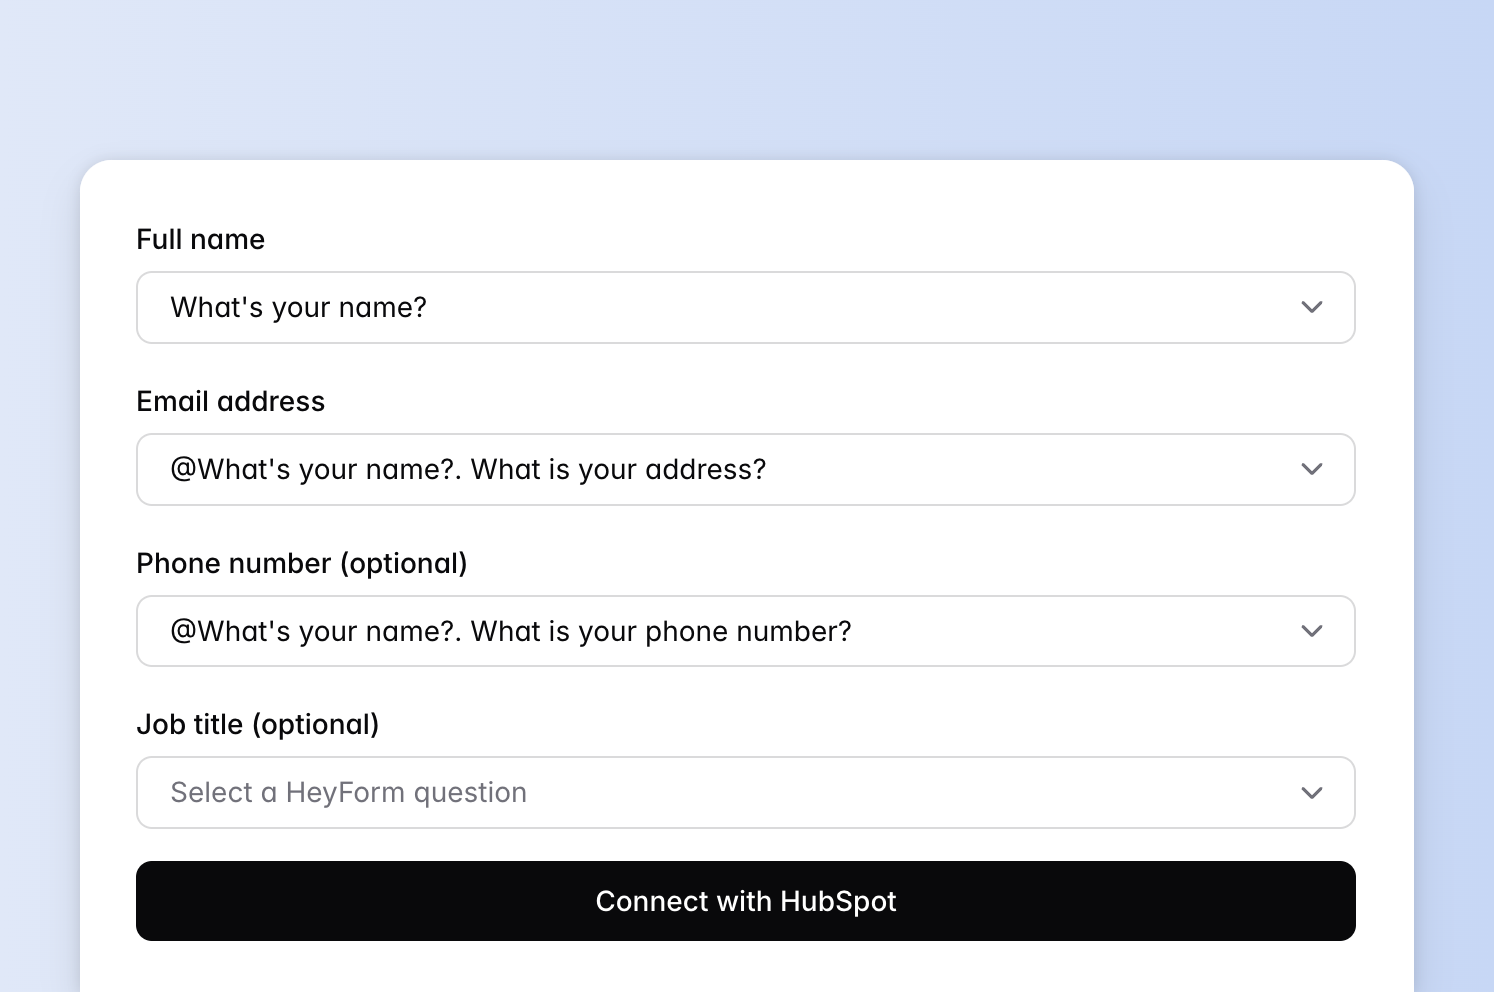 Full name
What's your name?
Email address
@What's your name?. What is your address?
Phone number (optional)
@What's your name?. What is your phone number?
Job title (optional)
Select a HeyForm question
Connect with HubSpot